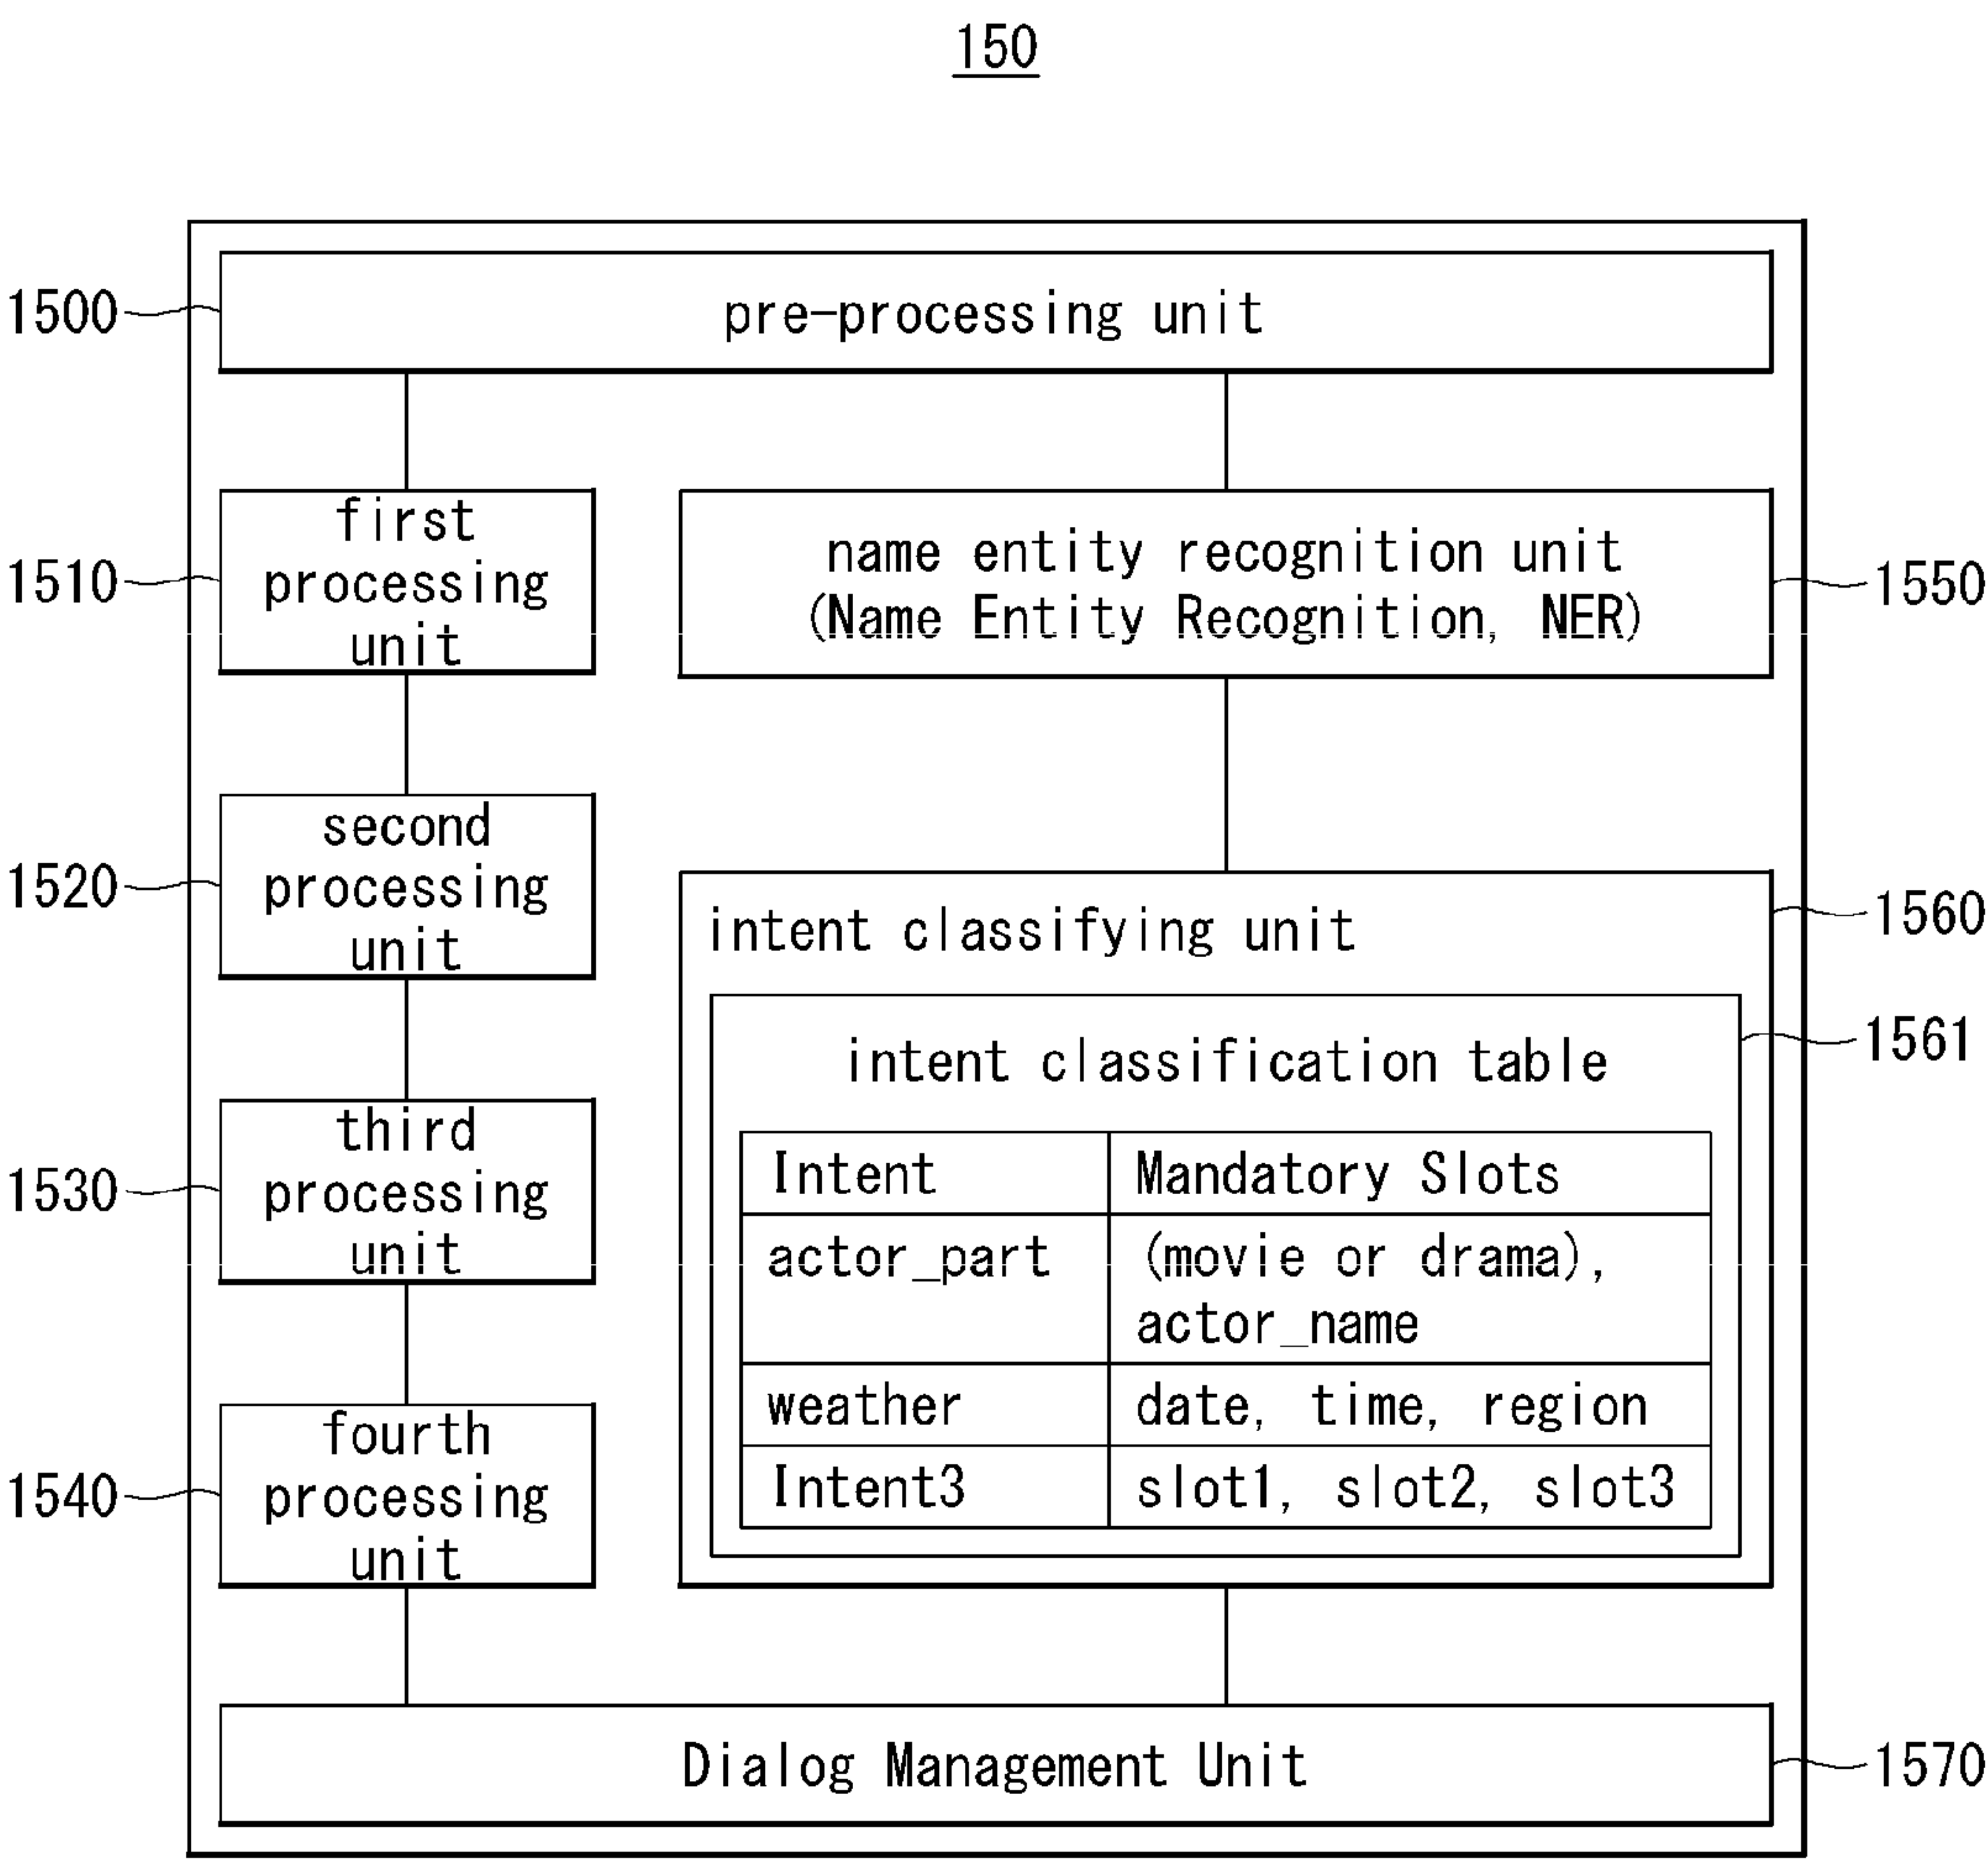 150
1500
pre-processing unit
1510
first
processing
unit
name entity recognition unit
(Name Entity Recognition, NER)
1550
1520
second
processing
unit
intent classifying unit
1560
intent classification table
1561
Intent Mandatory Slots
actor_part (movie or drama),
actor_name
weather date, time, region
Intent3 slot1, slot2, slot3
1530
third
processing
unit
1540
fourth
processing
unit
Dialog Management Unit
1570